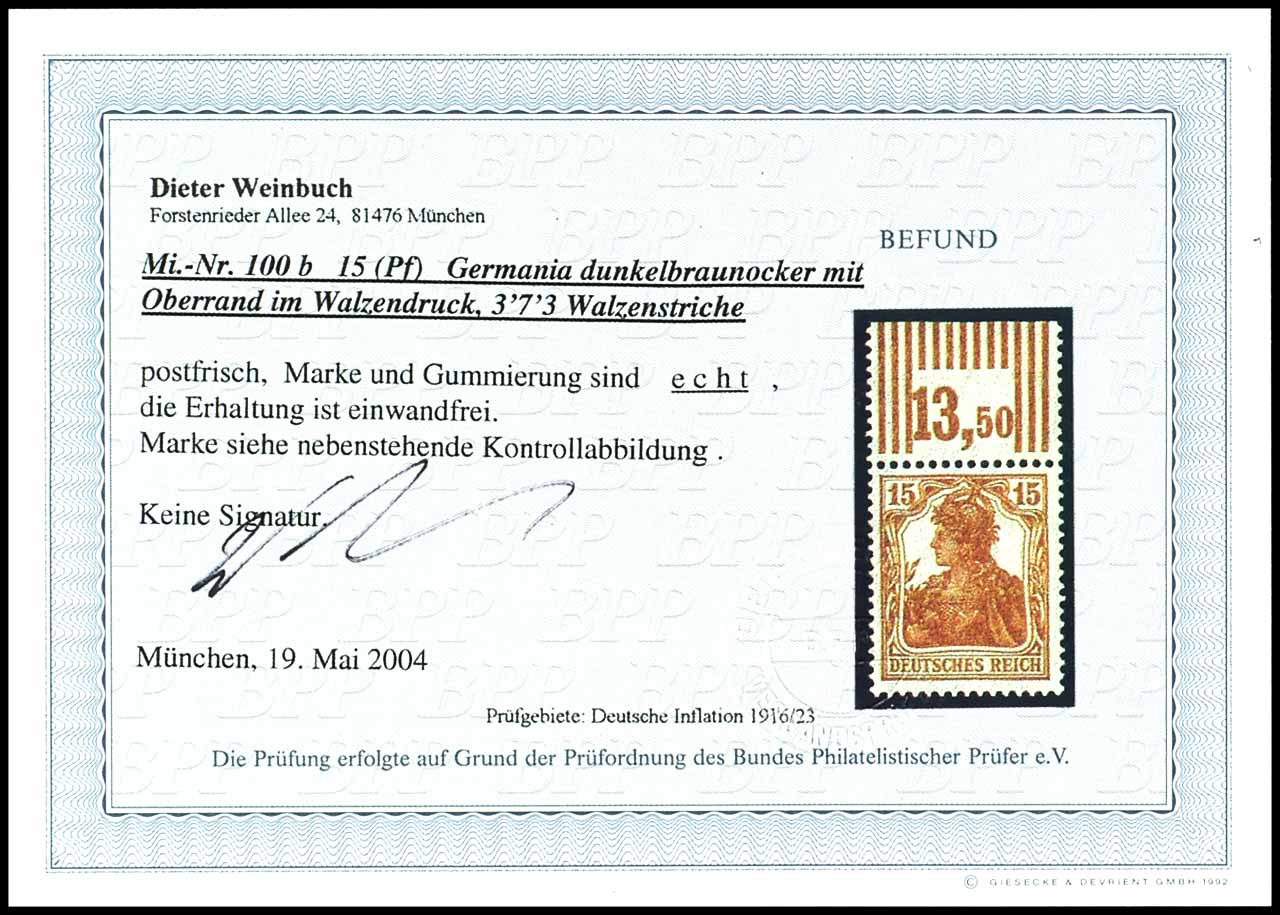 Dieter Weinbuch
Forstenrieder Allee 24, 81476 München
BEFUND
Mi.-Nr. 100 b 15 (Pf) Germania dunkelbraunocker mit
Oberrand im Walzendruck, 3’7’3 Walzenstriche
postfrisch, Marke und Gummierung sind e c h t ,
die Erhaltung ist einwandfrei.
Marke siehe nebenstehende Kontrollabbildung .
Keine Signatur.
13,50
15 15
DEUTSCHES REICH
München, 19. Mai 2004
Prüfgebiete: Deutsche Inflation 1916/23
Die Prüfung erfolgte auf Grund der Prüfordnung des Bundes Philatelistischer Prüfer e.V.
© GIESECKE & DEVRIENT GMBH 1992
BPP